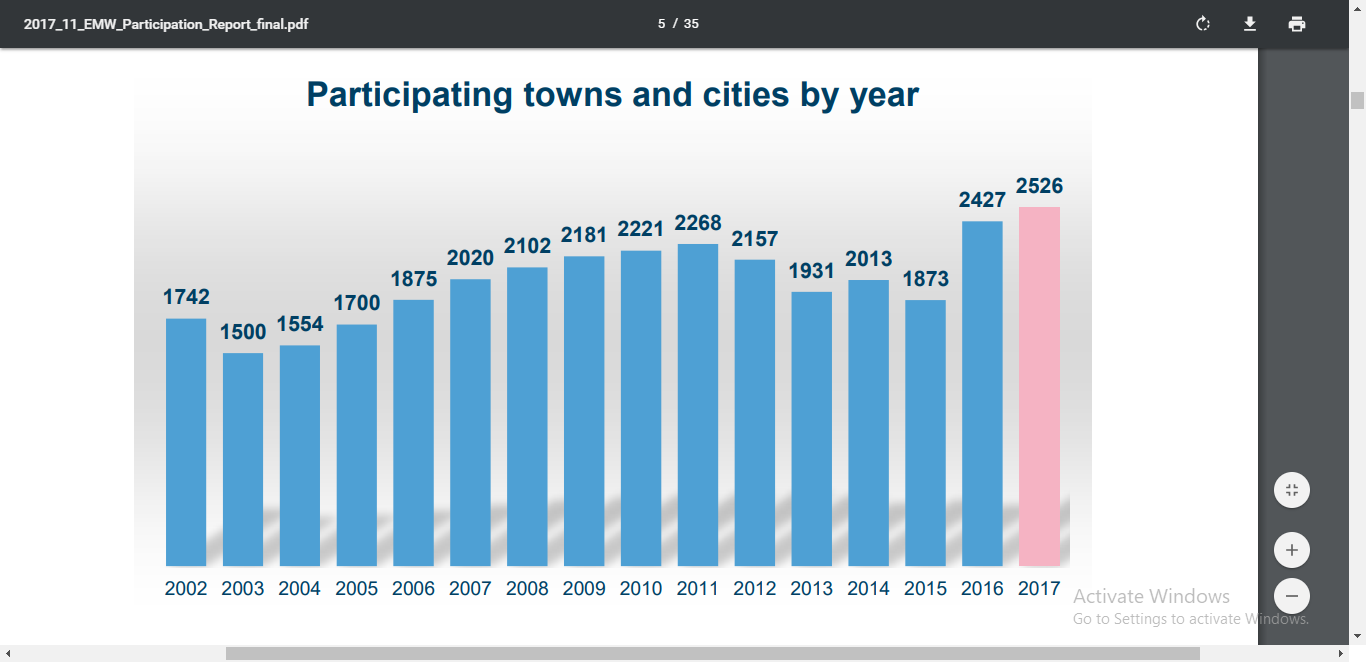 2017_11_EMW_Participation_Report_final.pdf
5 / 35
Participating towns and cities by year
1742
1500
1554
1700
1875
2020
2102
2181
2221
2268
2157
1931
2013
1873
2427
2526
2002 2003 2004 2005 2006 2007 2008 2009 2010 2011 2012 2013 2014 2015 2016 2017
Activate Windows
Go to Settings to activate Windows.